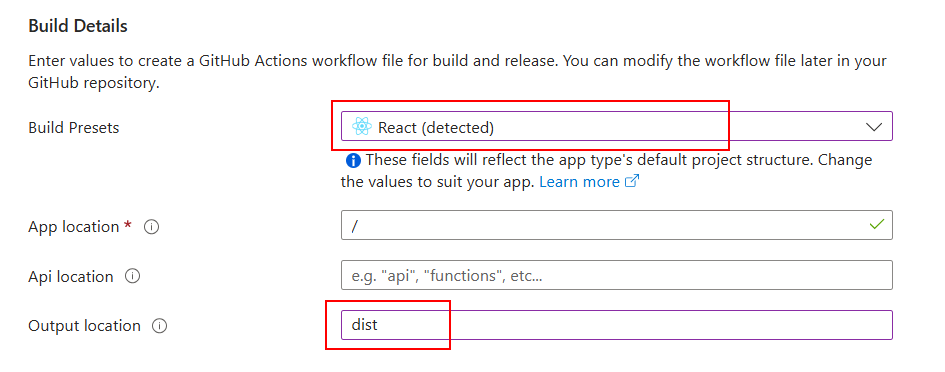 Build Details
Enter values to create a GitHub Actions workflow file for build and release. You can modify the workflow file later in your
GitHub repository.
Build Presets
React (detected)
These fields will reflect the app type's default project structure. Change
the values to suit your app. Learn more
App location *
/
Api location
e.g. "api", "functions", etc...
Output location
dist